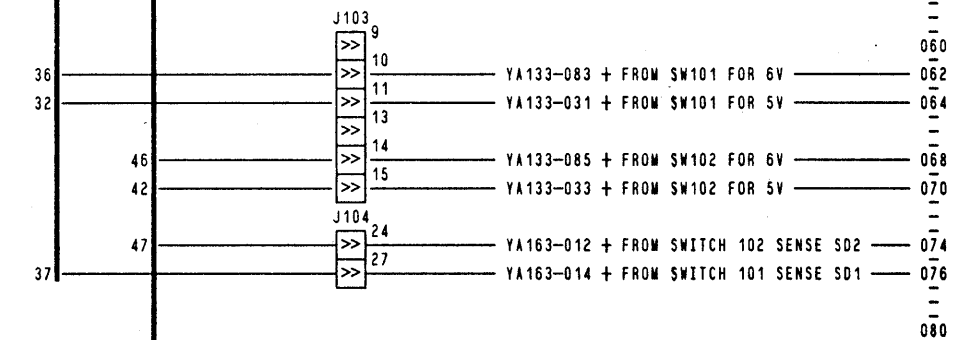 J103
9
>> 060
10
36 >> YA133-083 + FROM SW101 FOR 6V 062
11
32 >> YA133-031 + FROM SW101 FOR 5V 064
13
>>
14
46 >> YA133-085 + FROM SW102 FOR 6V 068
15
42 >> YA133-033 + FROM SW102 FOR 5V 070
J104
24
47 >> YA163-012 + FROM SWITCH 102 SENSE SD2 074
27
37 >> YA163-014 + FROM SWITCH 101 SENSE SD1 076
080